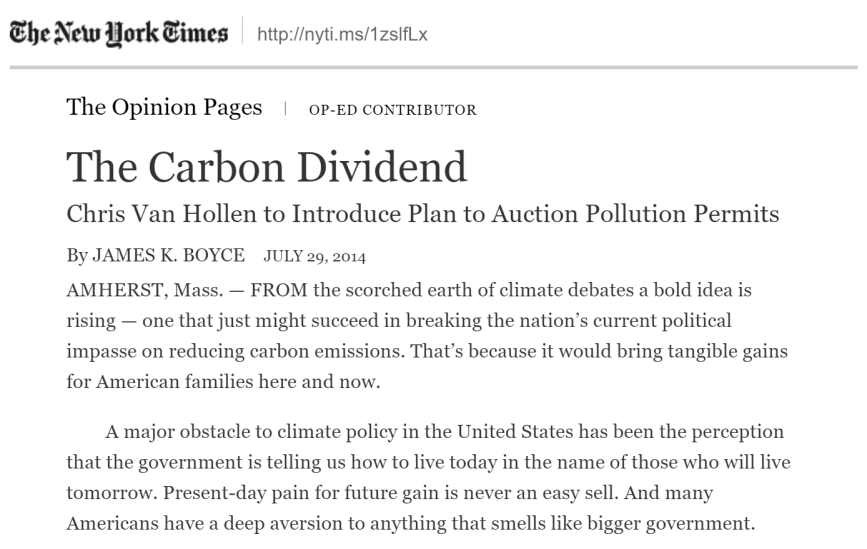 The New York Times | http://nyti.ms/1zslfLx
The Opinion Pages | OP-ED CONTRIBUTOR
The Carbon Dividend
Chris Van Hollen to Introduce Plan to Auction Pollution Permits
By JAMES K. BOYCE JULY 29, 2014
AMHERST, Mass. — FROM the scorched earth of climate debates a bold idea is
rising — one that just might succeed in breaking the nation’s current political
impasse on reducing carbon emissions. That’s because it would bring tangible gains
for American families here and now.
A major obstacle to climate policy in the United States has been the perception
that the government is telling us how to live today in the name of those who will live
tomorrow. Present-day pain for future gain is never an easy sell. And many
Americans have a deep aversion to anything that smells like bigger government.